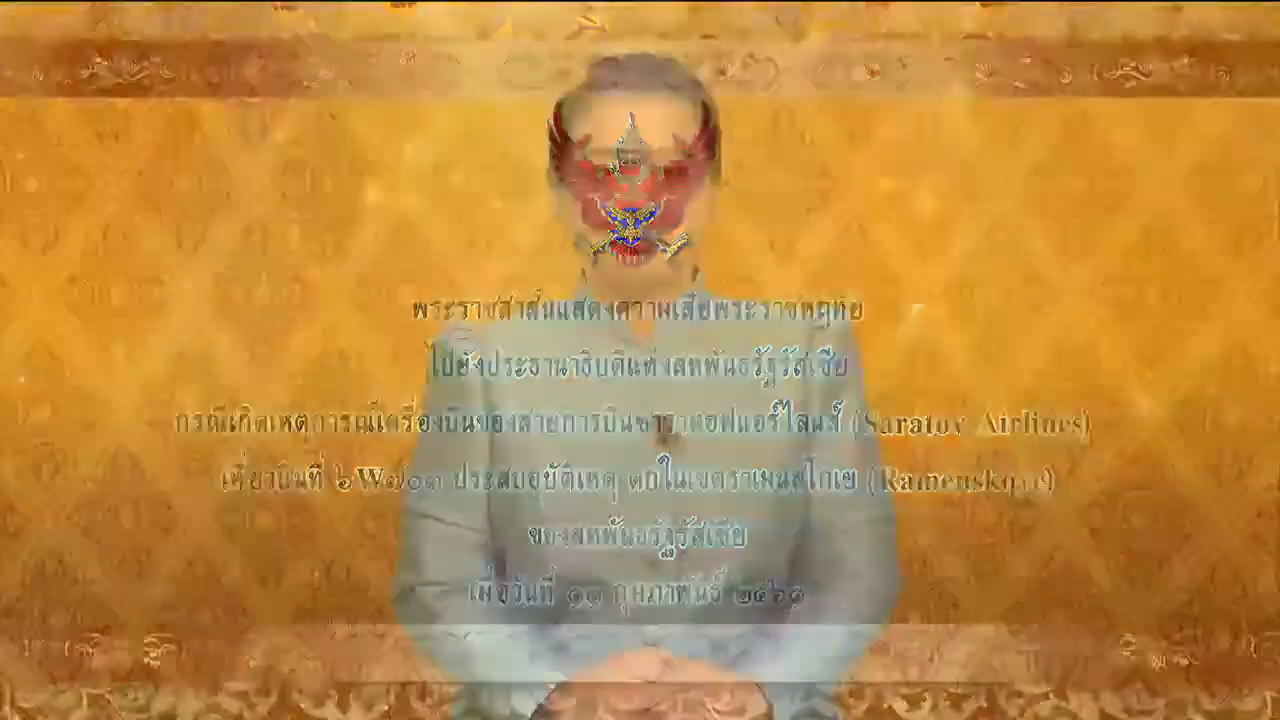 พระราชสาส์นแสดงความเสียพระราชหฤทัย
ไปยังประธานาธิบดีแห่งสหพันธรัฐรัสเซีย
กรณีเกิดเหตุการณ์เครื่องบินของสายการบินซาราตอฟแอร์ไลนส์ (Saratov Airlines)
เที่ยวบินที่ ๖W๗๐๓ ประสบอุบัติเหตุ ตกในเขตราเมนสโกเย
ของสหพันธรัฐรัสเซีย
เมื่อวันที่ กุมภาพันธ์ ๒๕๖๑